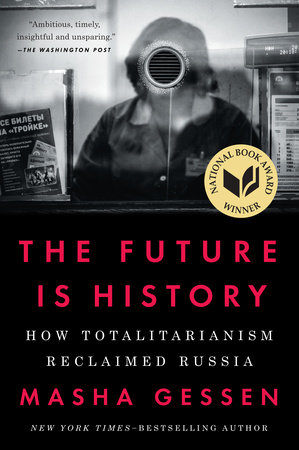 "Ambitious, timely,
insightful and unsparing."
—THE WASHINGTON POST
СЕ БИЛЕТЫ
НА «ТРОЙКЕ»
NATIONAL BOOK AWARD
WINNER
THE FUTURE
IS HISTORY
HOW TOTALITARIANISM
RECLAIMED RUSSIA
MASHA GESSEN
NEW YORK TIMES–BESTSELLING AUTHOR